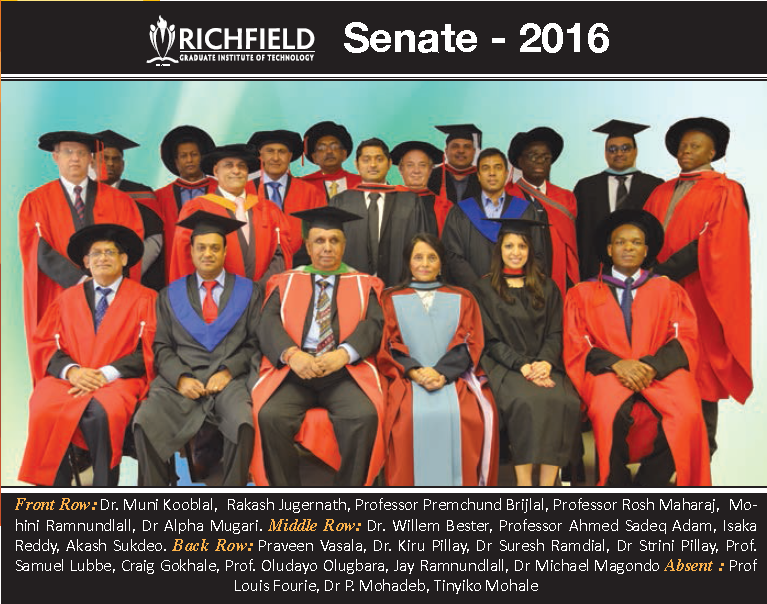 RICHFIELD
GRADUATE INSTITUTE OF TECHNOLOGY
Senate - 2016
Front Row: Dr. Muni Kooblal, Rakash Jugernath, Professor Premchund Brijlal, Professor Rosh Maharaj, Mo-
hini Ramnundlall, Dr Alpha Mugari. Middle Row: Dr. Willem Bester, Professor Ahmed Sadeq Adam, Isaka
Reddy, Akash Sukdeo. Back Row: Praveen Vasala, Dr. Kiru Pillay, Dr Suresh Ramdial, Dr Strini Pillay, Prof.
Samuel Lubbe, Craig Gokhale, Prof. Oludayo Olugbara, Jay Ramnundlall, Dr Michael Magondo Absent : Prof
Louis Fourie, Dr P. Mohadeb, Tinyiko Mohale